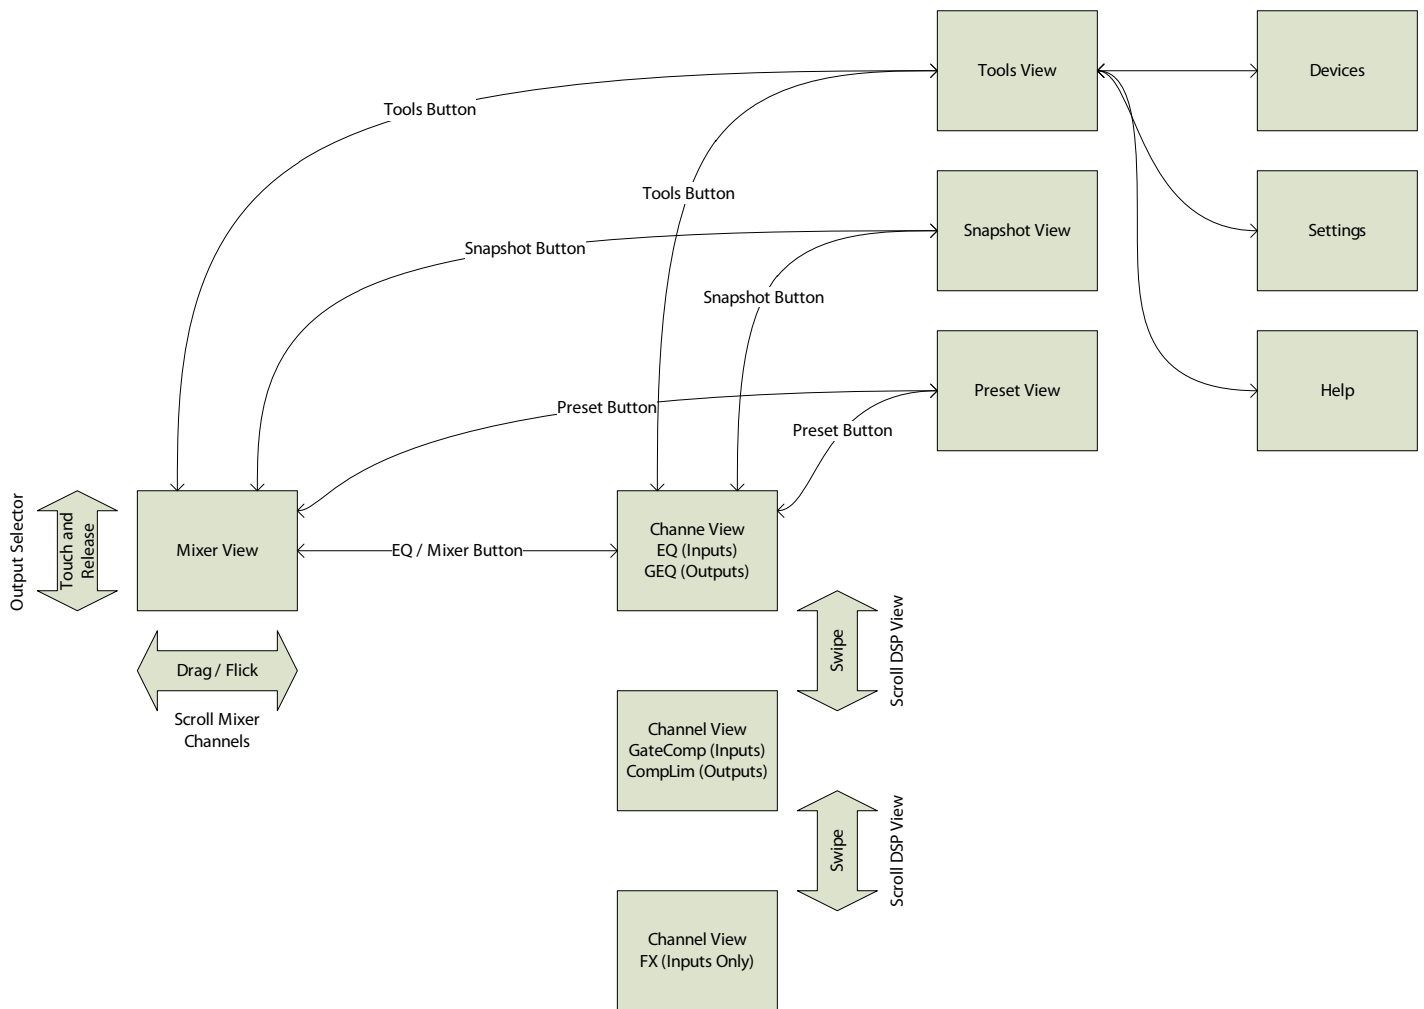 Tools View
Devices
Tools Button
Tools Button
Snapshot View
Settings
Snapshot Button
Snapshot Button
Preset View
Help
Preset Button
Preset Button
Output Selector
Touch and
Release
Mixer View
EQ / Mixer Button
Channe View
EQ (Inputs)
GEQ (Outputs)
Drag / Flick
Scroll Mixer
Channels
Swipe
Scroll DSP View
Channel View
GateComp (Inputs)
CompLim (Outputs)
Swipe
Scroll DSP View
Channel View
FX (Inputs Only)